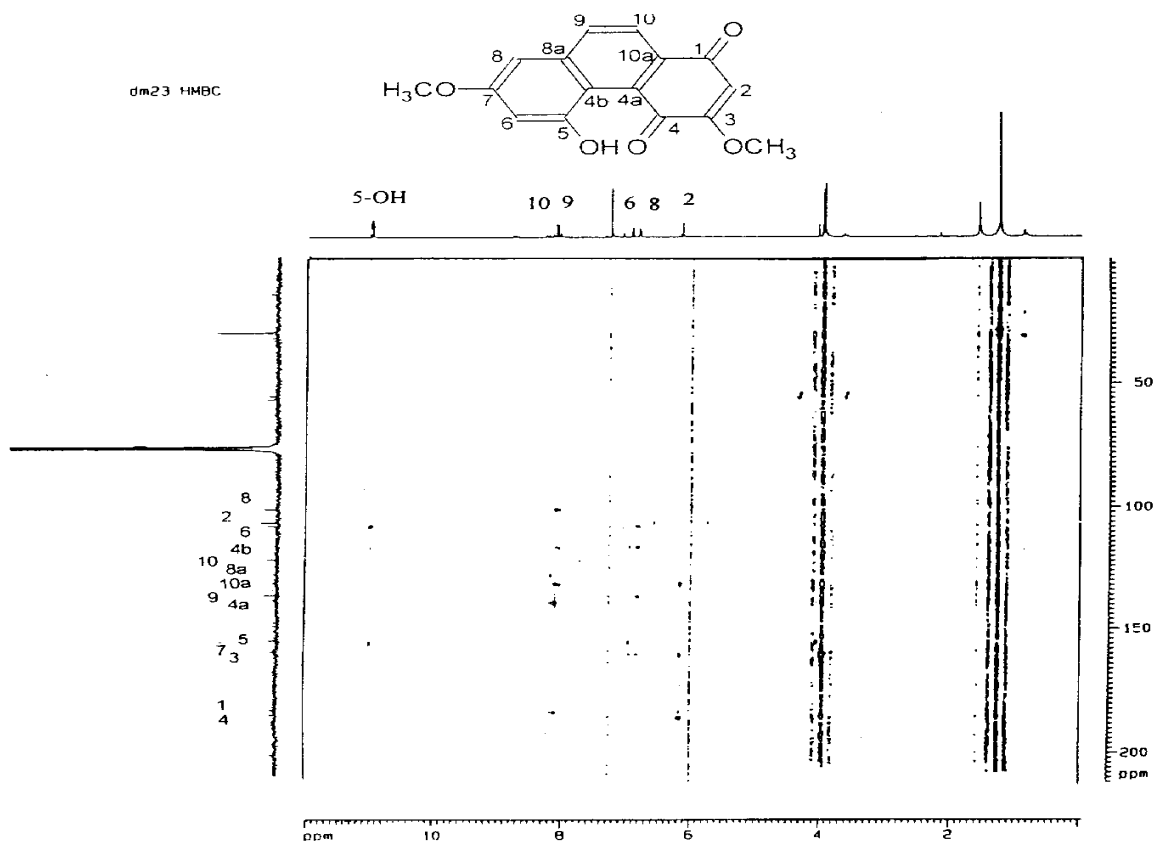 dm23 HMBC
9 10 O
8 8a 10a 1
H₃CO 7 4b 4a 2
6 5 4 3
OH O OCH₃
5-OH 10 9 6 8 2
8
2
6
4b
10 8a
10a
9 4a
5
7 3
1
4
50
100
150
200
ppm
ppm 10 8 6 4 2